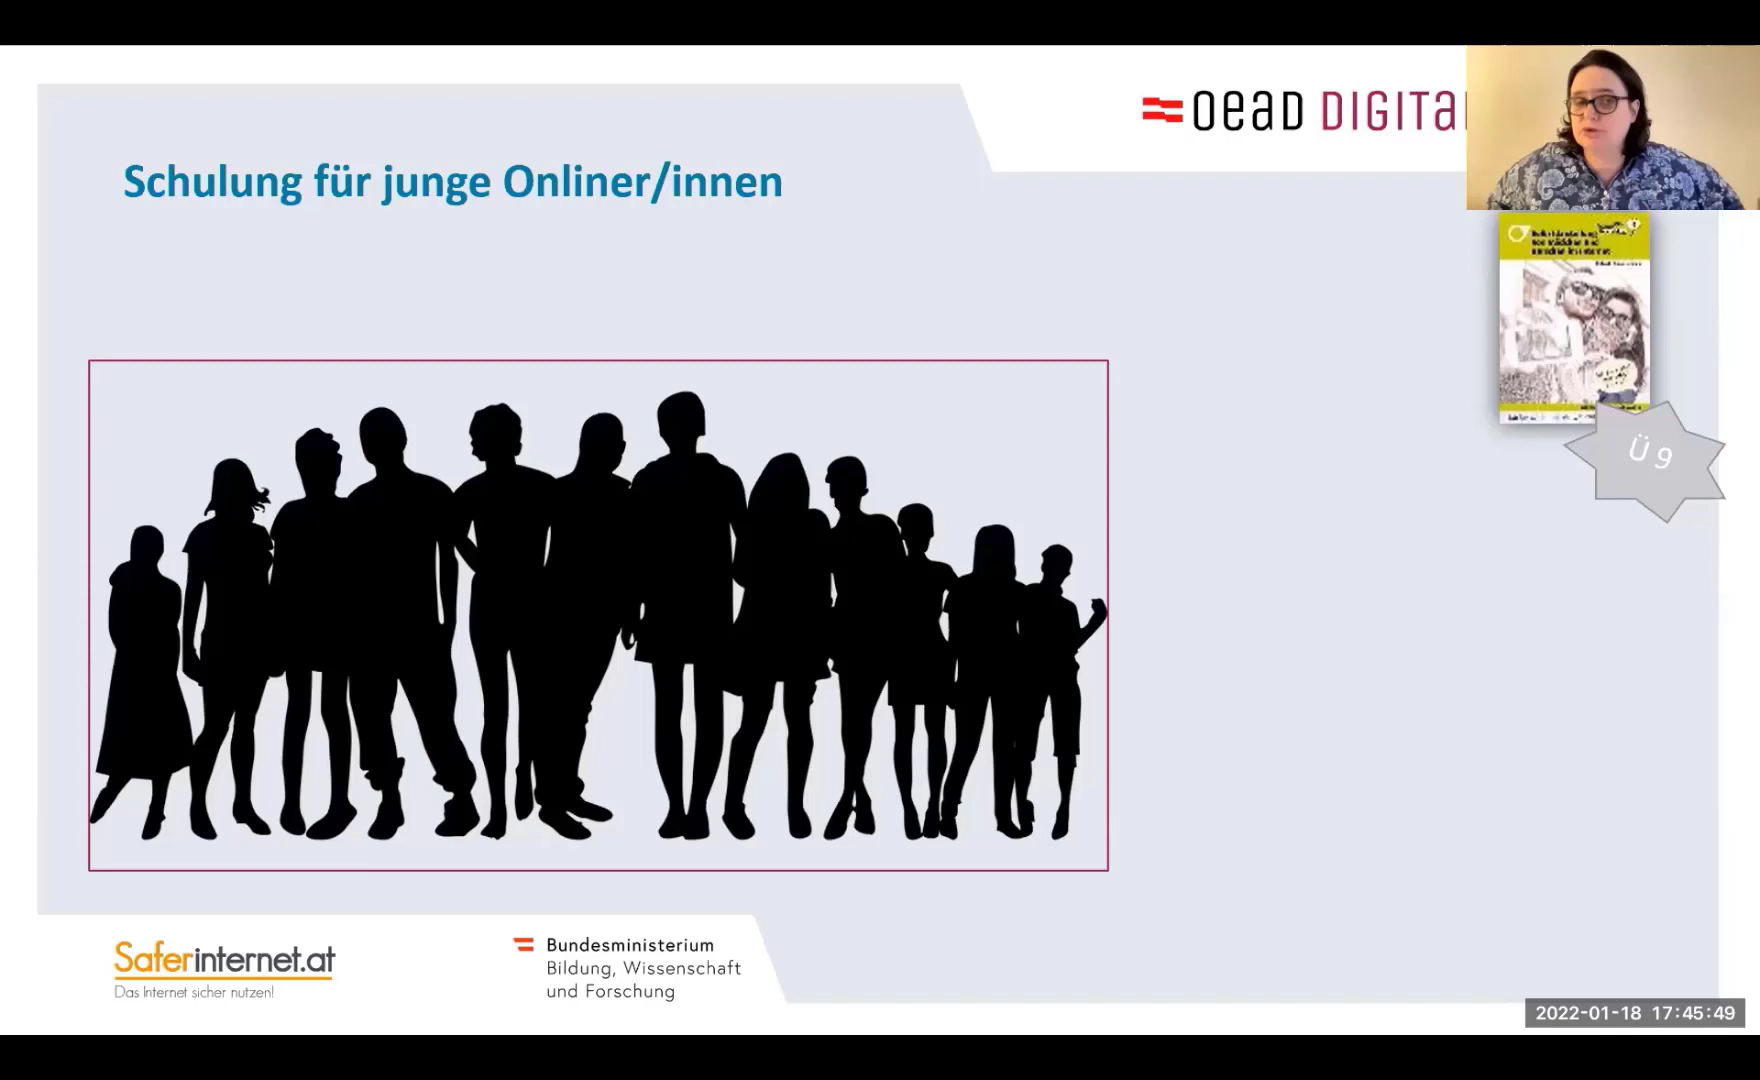 oead DIGITa
Schulung für junge Onliner/innen
Ü 9
Saferinternet.at
Das Internet sicher nutzen!
Bundesministerium
Bildung, Wissenschaft
und Forschung
2022-01-18 17:45:49